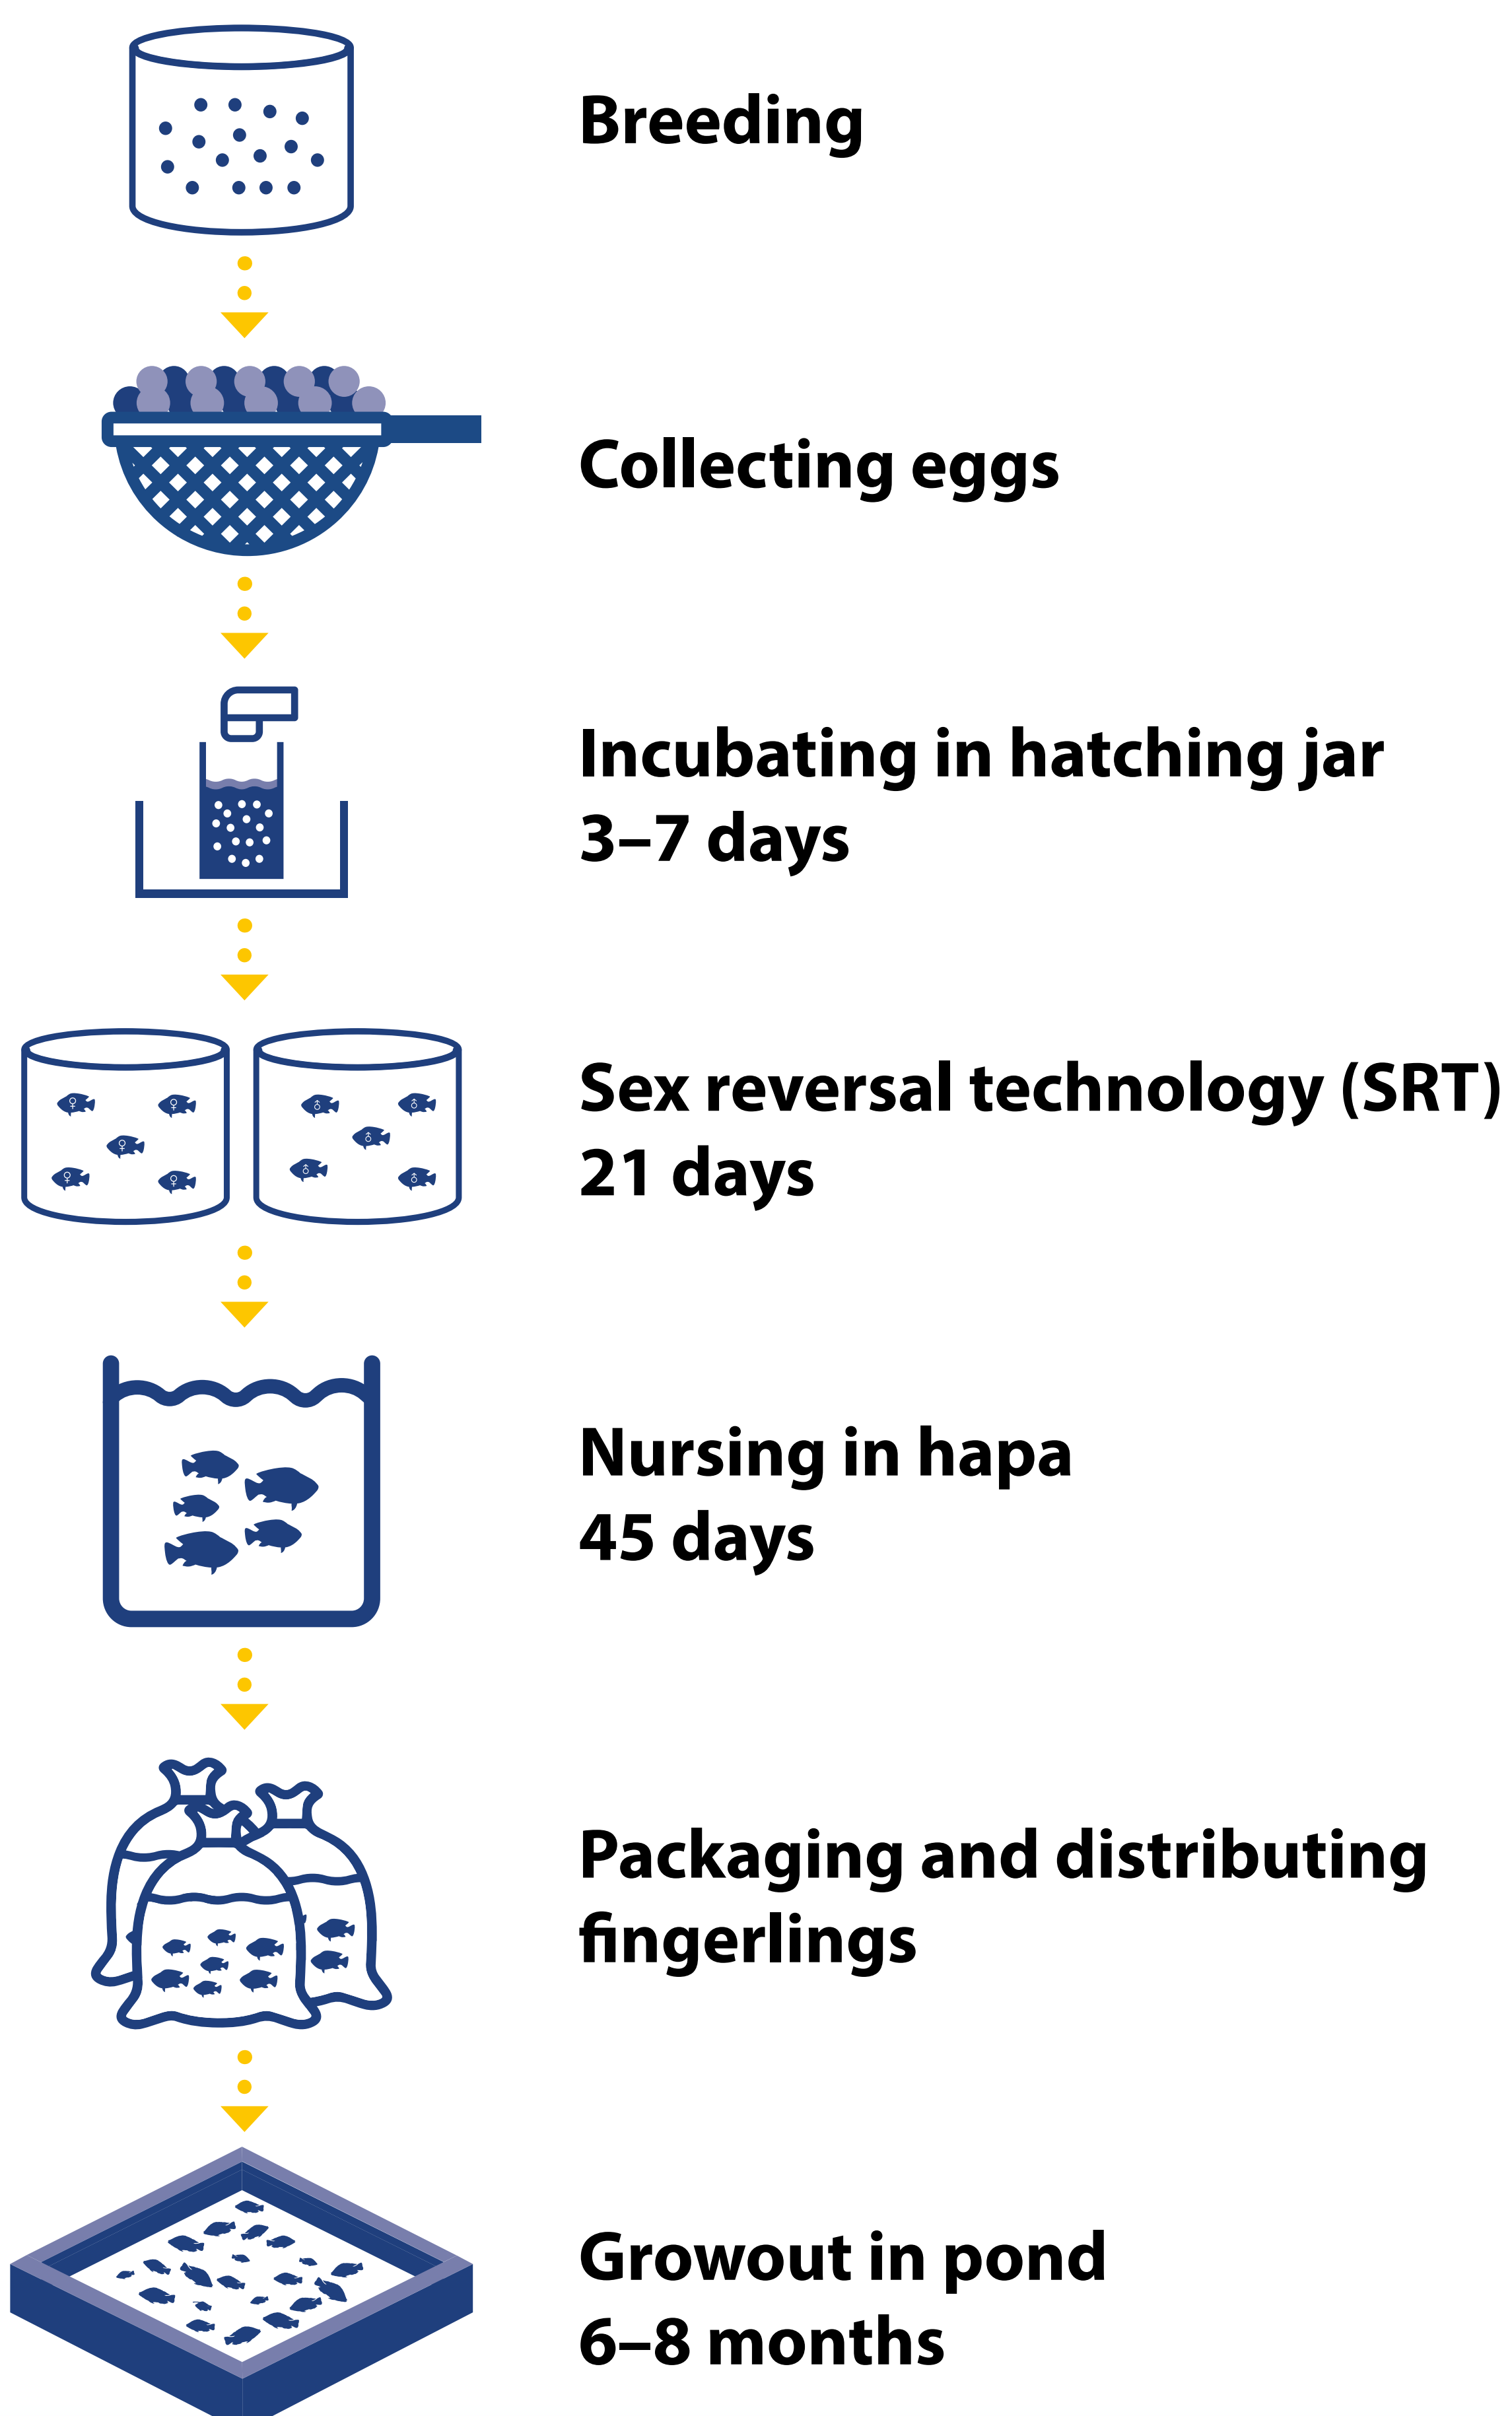 Breeding
Collecting eggs
Incubating in hatching jar
3–7 days
Sex reversal technology (SRT)
21 days
Nursing in hapa
45 days
Packaging and distributing
fingerlings
Growout in pond
6–8 months